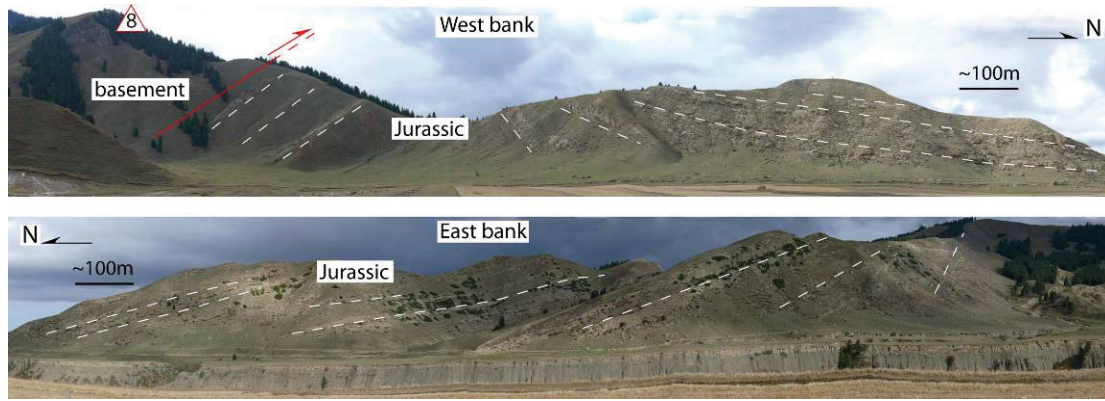 8
West bank
N
~100m
basement
Jurassic
East bank
N
~100m
Jurassic